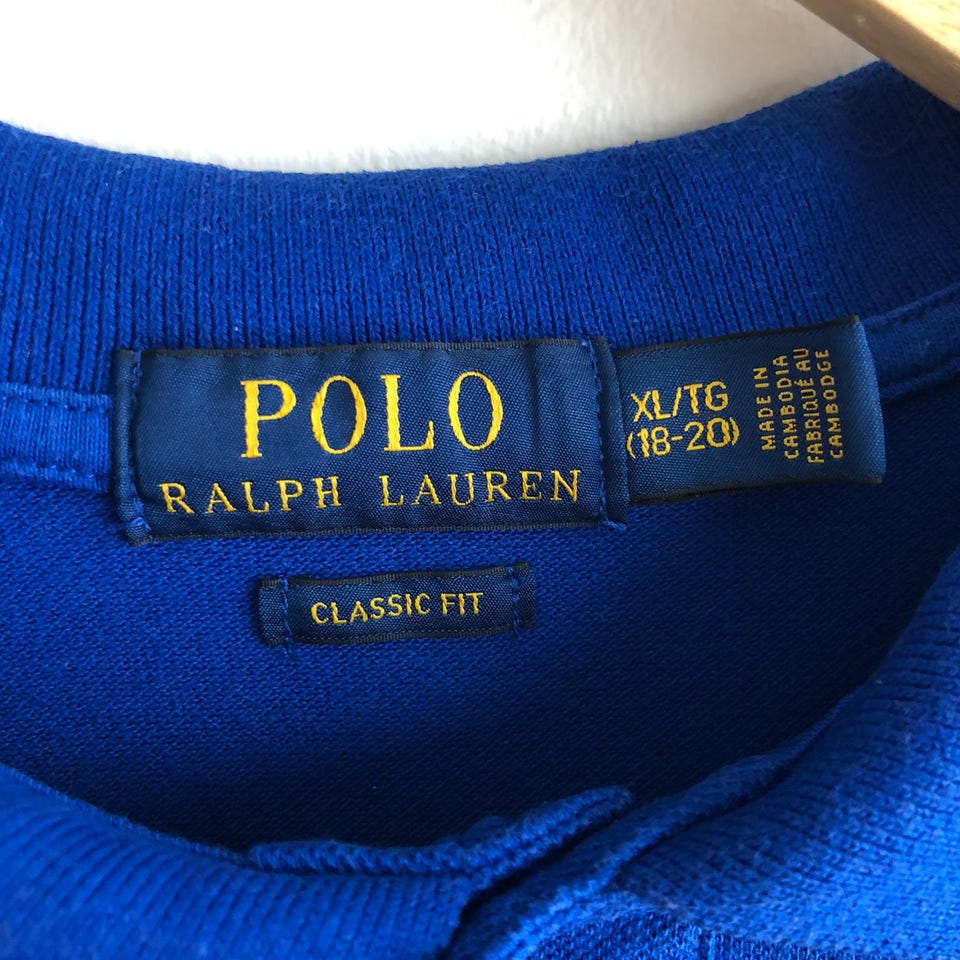 POLO
RALPH LAUREN
XL/TG
(18-20)
MADE IN
CAMBODIA
FABRIQUÉ AU
CAMBODGE
CLASSIC FIT